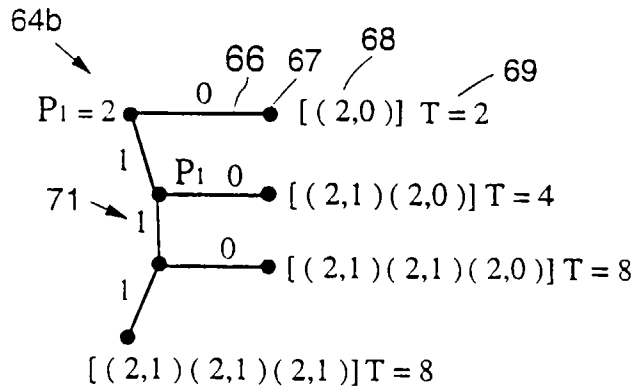 64b
66 67 68 69
P1 = 2 0 [(2,0)] T = 2
1
P1 0 [(2,1)(2,0)] T = 4
71 1
0 [(2,1)(2,1)(2,0)] T = 8
1
[(2,1)(2,1)(2,1)] T = 8